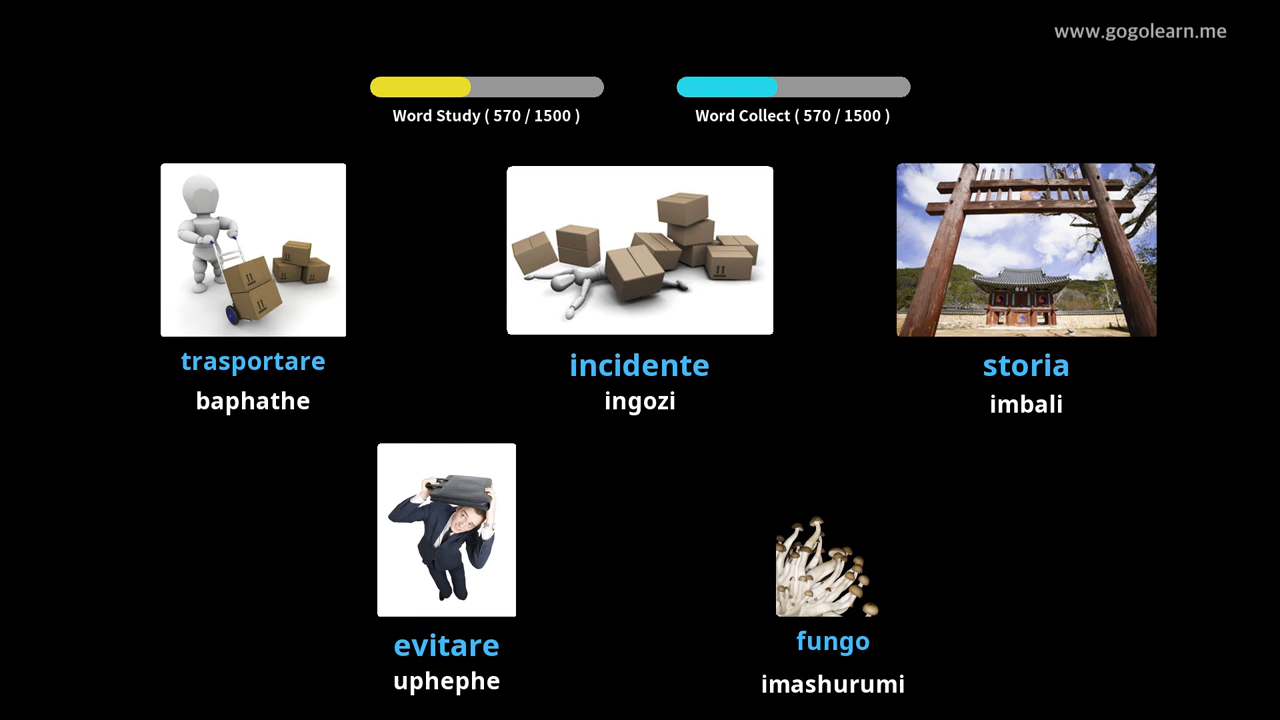 www.gogolearn.me
Word Study ( 570 / 1500 )
Word Collect ( 570 / 1500 )
trasportare
baphathe
incidente
ingozi
storia
imbali
evitare
uphephe
fungo
imashurumi